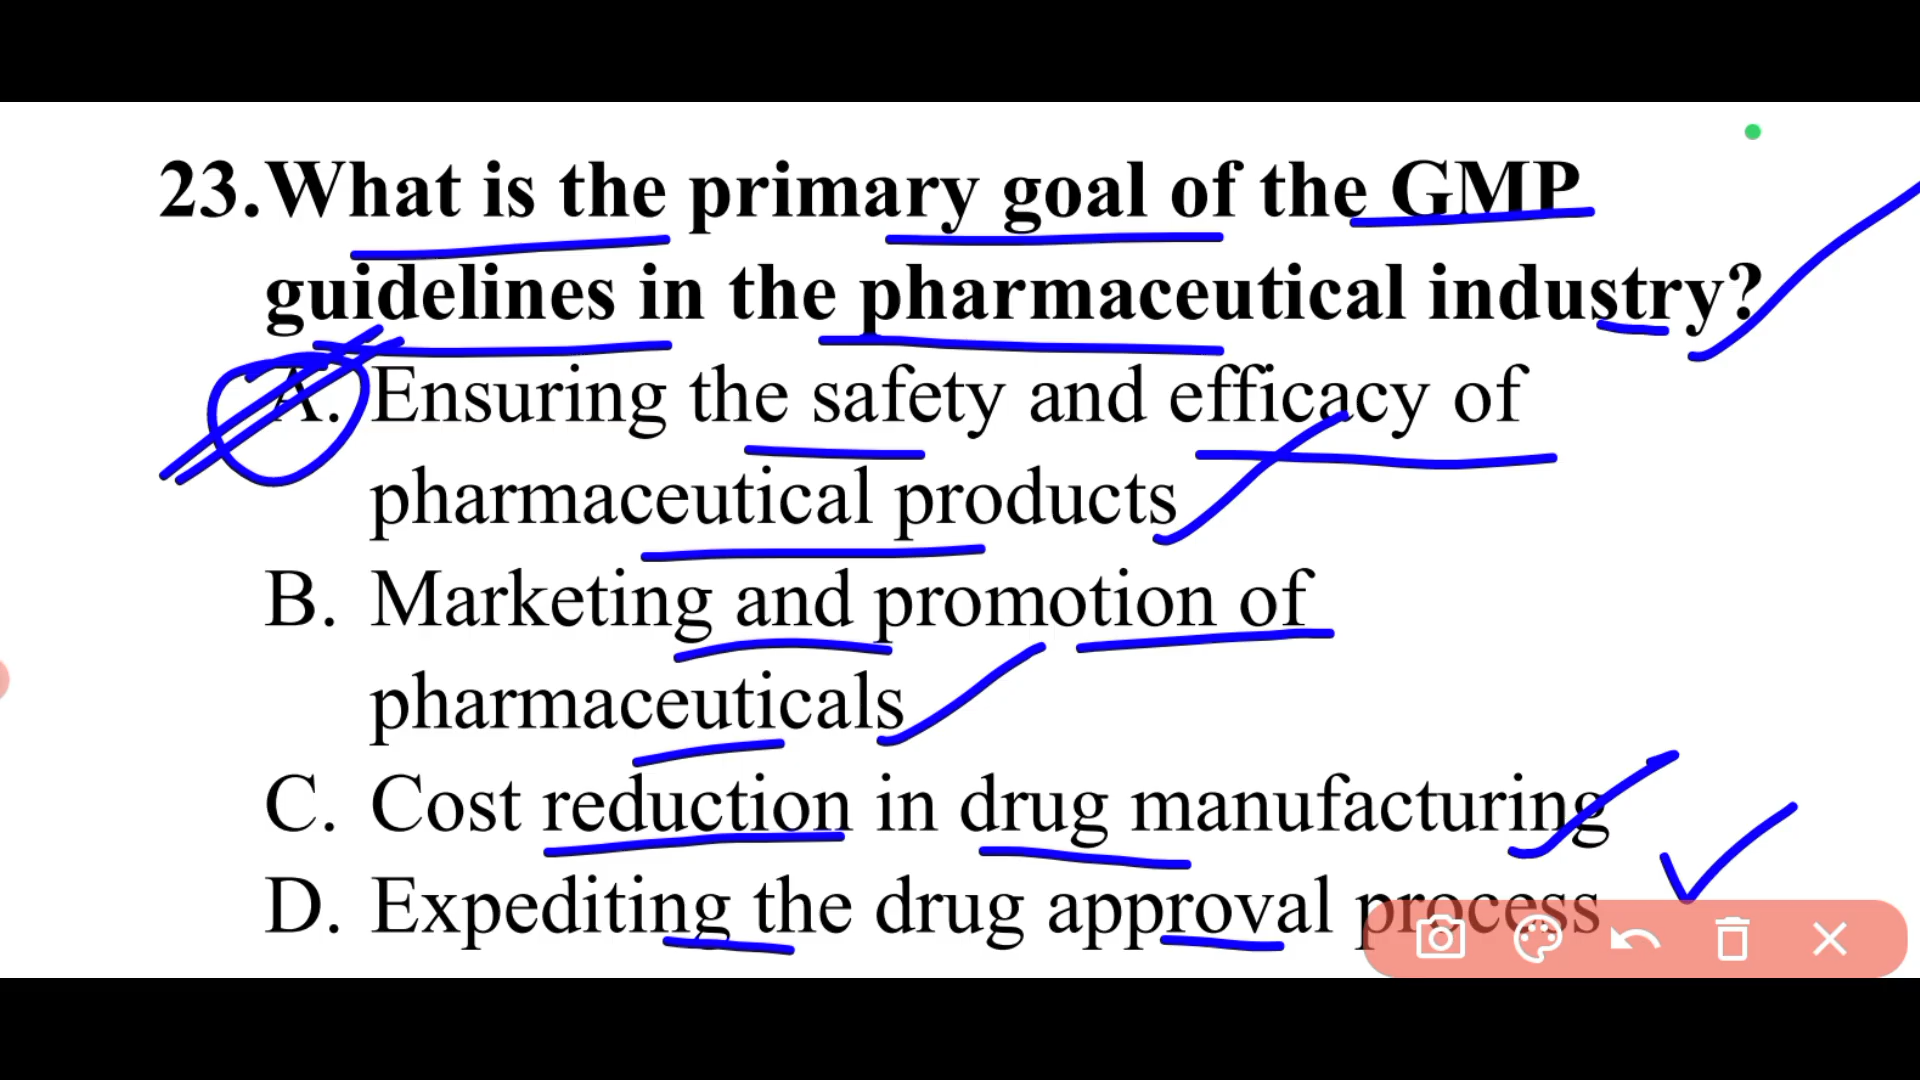 23.What is the primary goal of the GMP
guidelines in the pharmaceutical industry?
A. Ensuring the safety and efficacy of
pharmaceutical products
B. Marketing and promotion of
pharmaceuticals
C. Cost reduction in drug manufacturing
D. Expediting the drug approval process